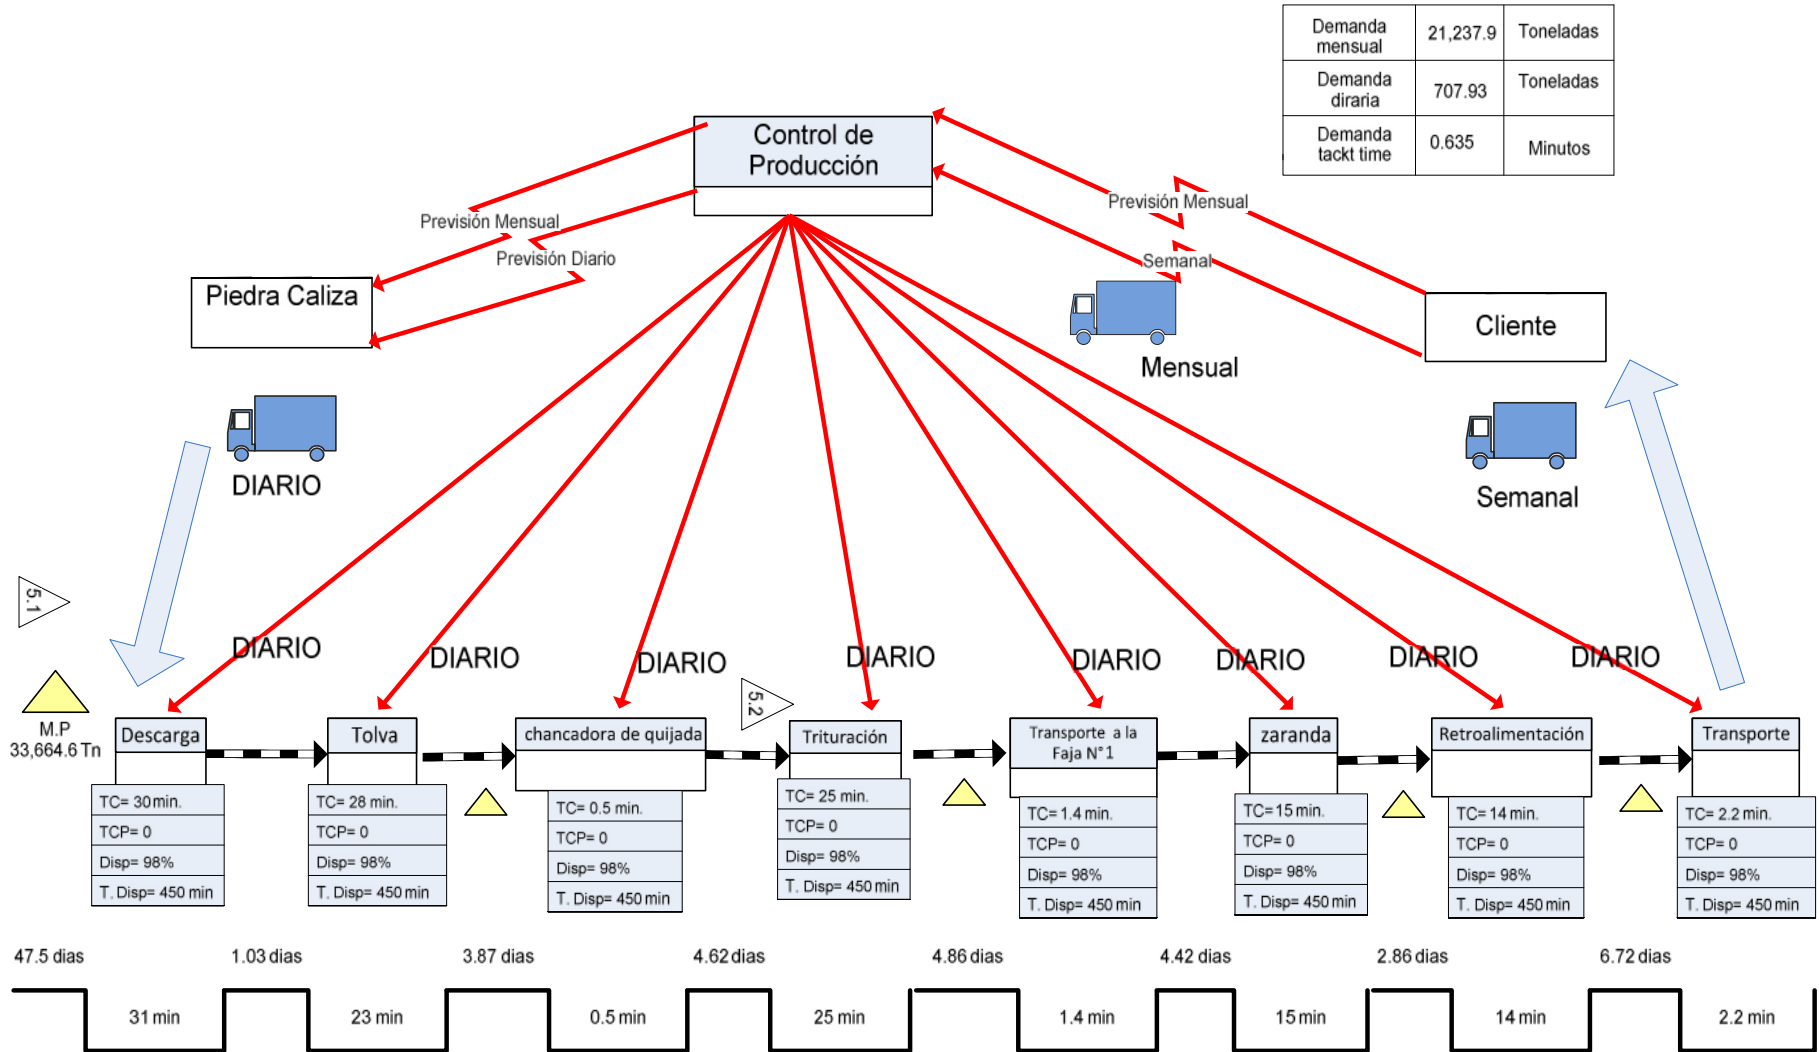 Demanda mensual 21,237.9 Toneladas
Demanda diraria 707.93 Toneladas
Demanda tackt time 0.635 Minutos
Control de
Producción
Previsión Mensual
Previsión Diario
Previsión Mensual
Semanal
Piedra Caliza
Cliente
Mensual
DIARIO
Semanal
5.1
DIARIO
DIARIO
DIARIO
DIARIO
DIARIO
DIARIO
DIARIO
DIARIO
5.2
M.P
33,664.6 Tn
Descarga
TC= 30 min.
TCP= 0
Disp= 98%
T. Disp= 450 min
Tolva
TC= 28 min.
TCP= 0
Disp= 98%
T. Disp= 450 min
chancadora de quijada
TC= 0.5 min.
TCP= 0
Disp= 98%
T. Disp= 450 min
Trituración
TC= 25 min.
TCP= 0
Disp= 98%
T. Disp= 450 min
Transporte a la
Faja N°1
TC= 1.4 min.
TCP= 0
Disp= 98%
T. Disp= 450 min
zaranda
TC= 15 min.
TCP= 0
Disp= 98%
T. Disp= 450 min
Retroalimentación
TC= 14 min.
TCP= 0
Disp= 98%
T. Disp= 450 min
Transporte
TC= 2.2 min.
TCP= 0
Disp= 98%
T. Disp= 450 min
47.5 dias 1.03 dias 3.87 dias 4.62 dias 4.86 dias 4.42 dias 2.86 dias 6.72 dias
31 min 23 min 0.5 min 25 min 1.4 min 15 min 14 min 2.2 min